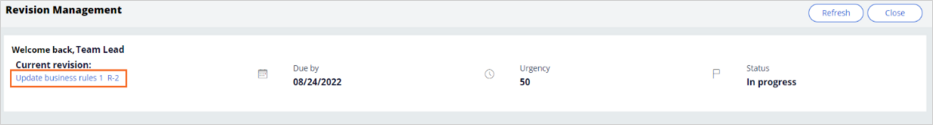 Revision Management
Refresh
Close
Welcome back, Team Lead
Current revision:
Update business rules 1 R-2
Due by
08/24/2022
Urgency
50
Status
In progress